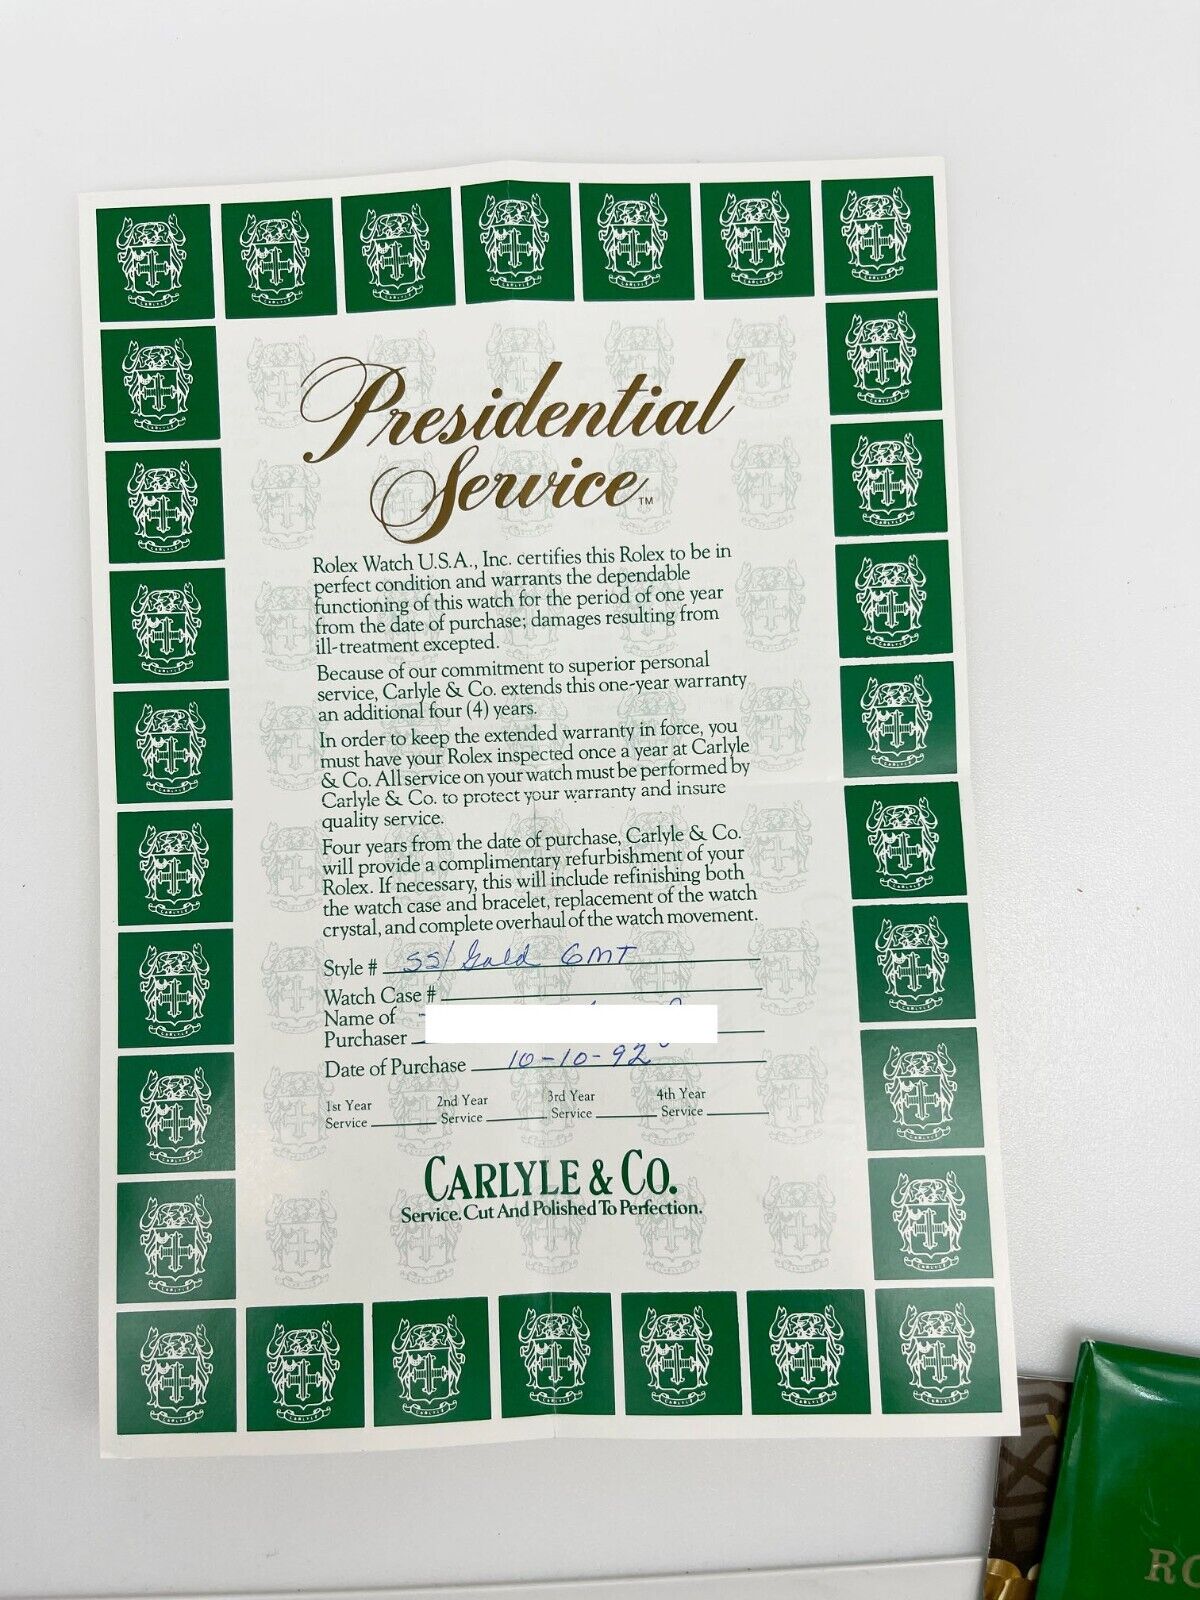 Presidential
Service™
Rolex Watch U.S.A., Inc. certifies this Rolex to be in
perfect condition and warrants the dependable
functioning of this watch for the period of one year
from the date of purchase; damages resulting from
ill-treatment excepted.
Because of our commitment to superior personal
service, Carlyle & Co. extends this one-year warranty
an additional four (4) years.
In order to keep the extended warranty in force, you
must have your Rolex inspected once a year at Carlyle
& Co. All service on your watch must be performed by
Carlyle & Co. to protect your warranty and insure
quality service.
Four years from the date of purchase, Carlyle & Co.
will provide a complimentary refurbishment of your
Rolex. If necessary, this will include refinishing both
the watch case and bracelet, replacement of the watch
crystal, and complete overhaul of the watch movement.
Style # SS/Gold GMT
Watch Case #
Name of
Purchaser
Date of Purchase 10-10-92
1st Year 2nd Year 3rd Year 4th Year
Service Service Service Service
CARLYLE & CO.
Service. Cut And Polished To Perfection.
CARLYLE
RO